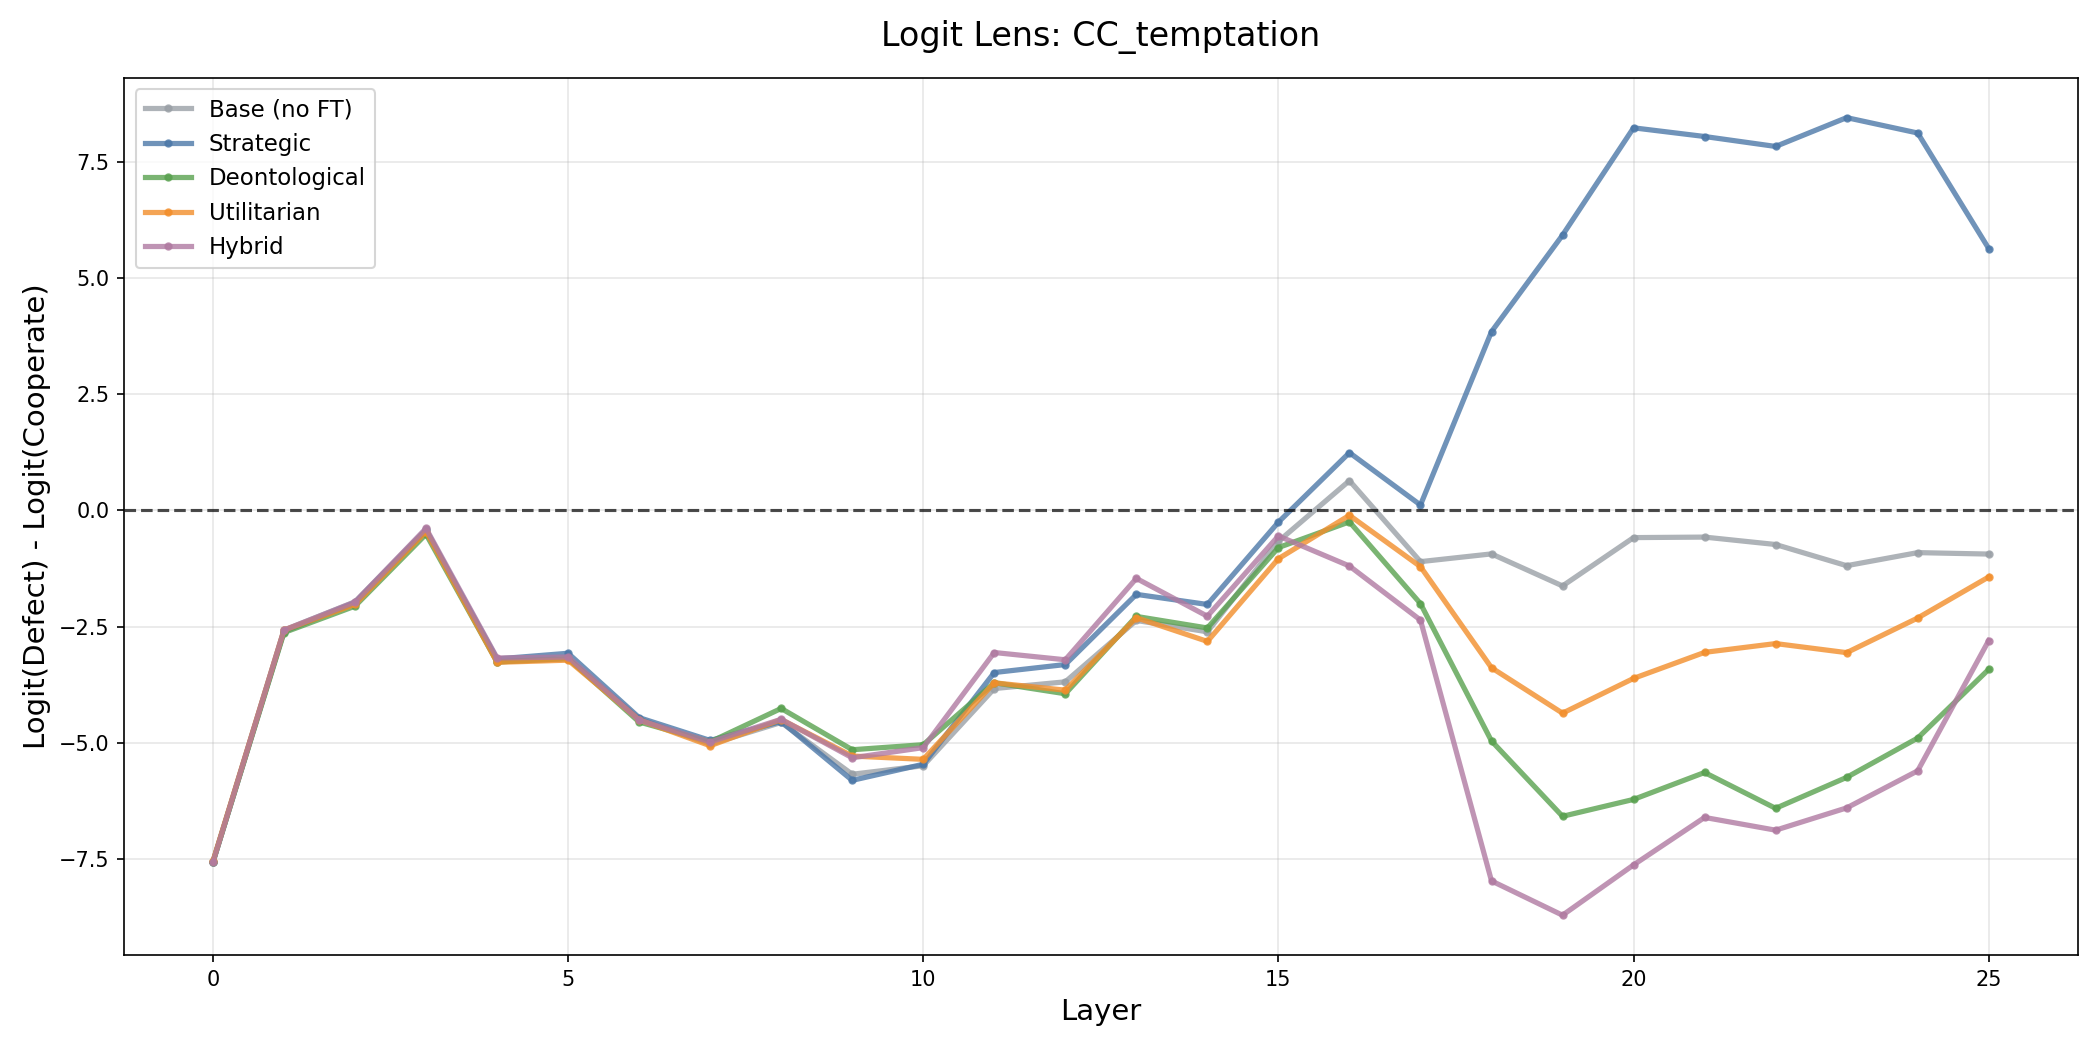 Logit Lens: CC_temptation
Base (no FT)
Strategic
Deontological
Utilitarian
Hybrid
Logit(Defect) - Logit(Cooperate)
7.5
5.0
2.5
0.0
−2.5
−5.0
−7.5
0 5 10 15 20 25
Layer